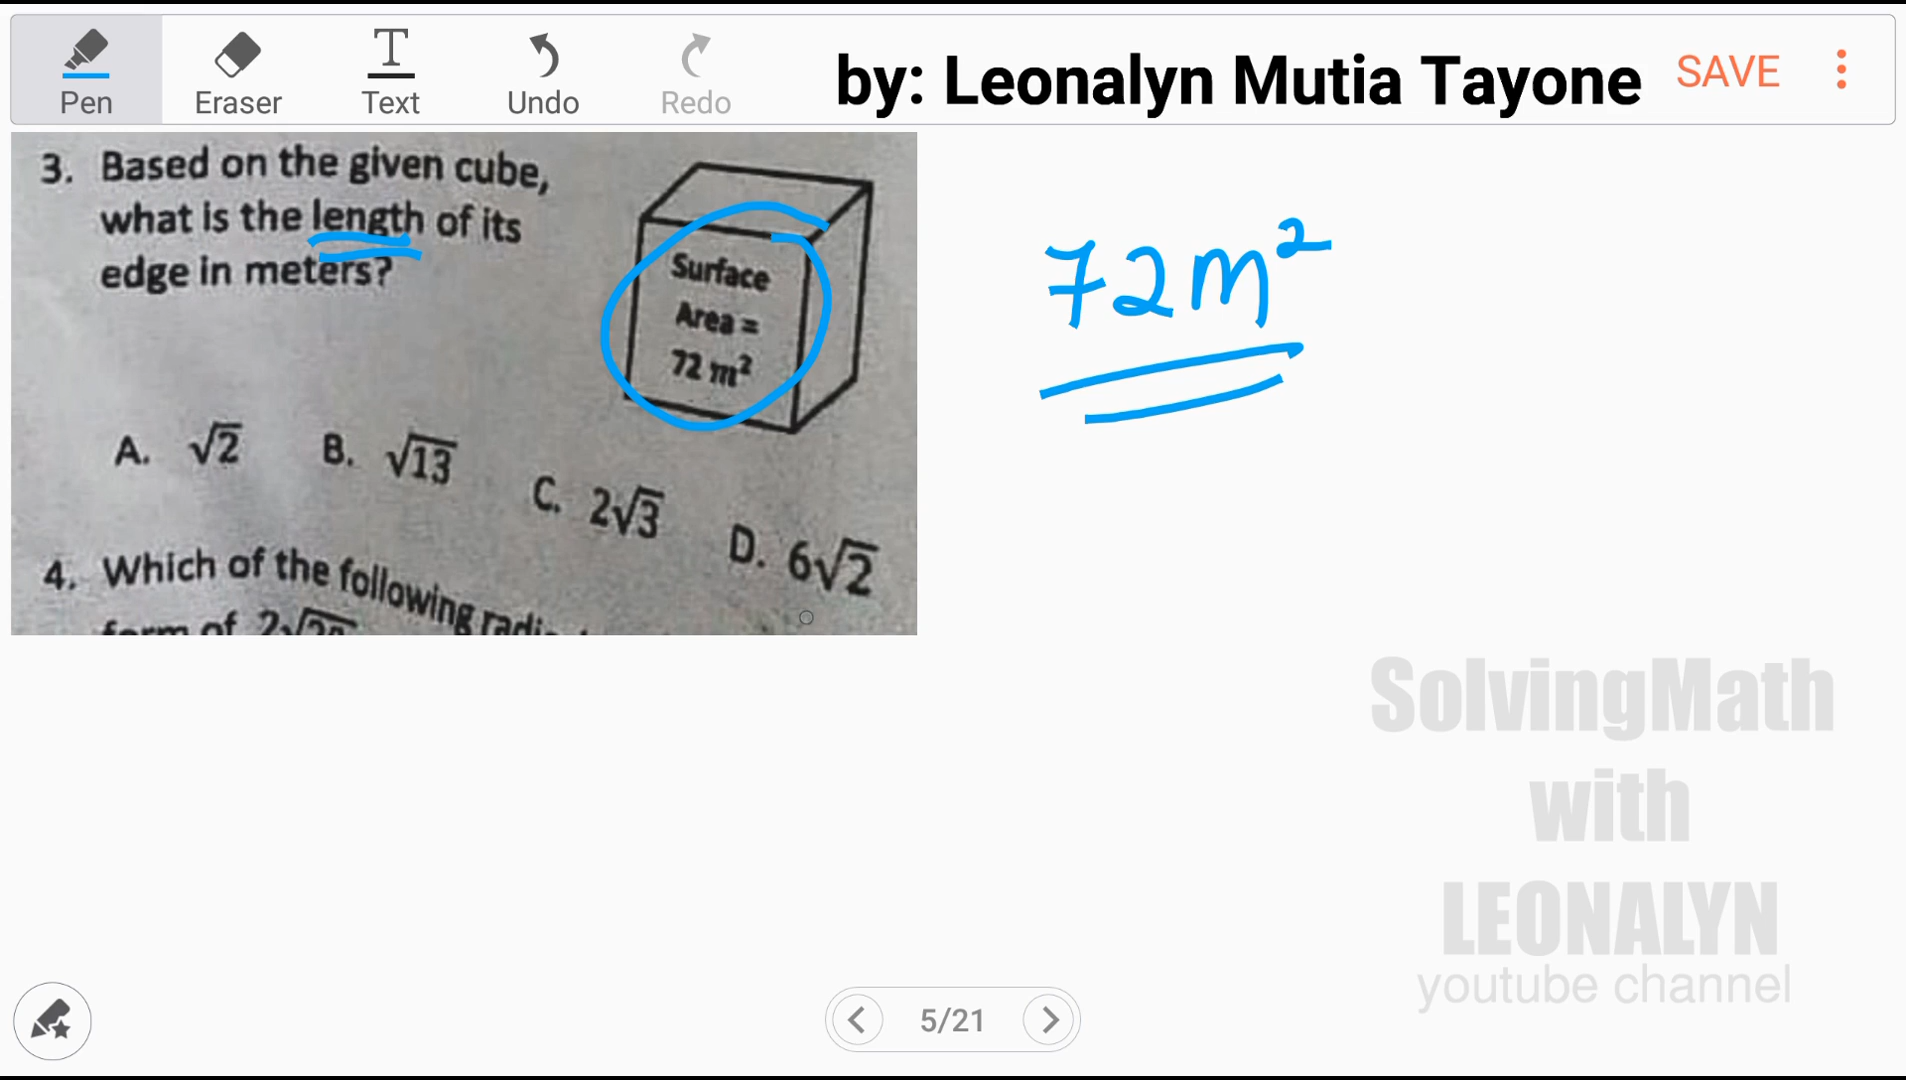 Pen
Eraser
Text
Undo
Redo
by: Leonalyn Mutia Tayone
SAVE
3. Based on the given cube,
what is the length of its
edge in meters?
Surface
Area =
72 m²
A. √2 B. √13 C. 2√3 D. 6√2
4. Which of the following
form of
72m²
SolvingMath
with
LEONALYN
youtube channel
5/21